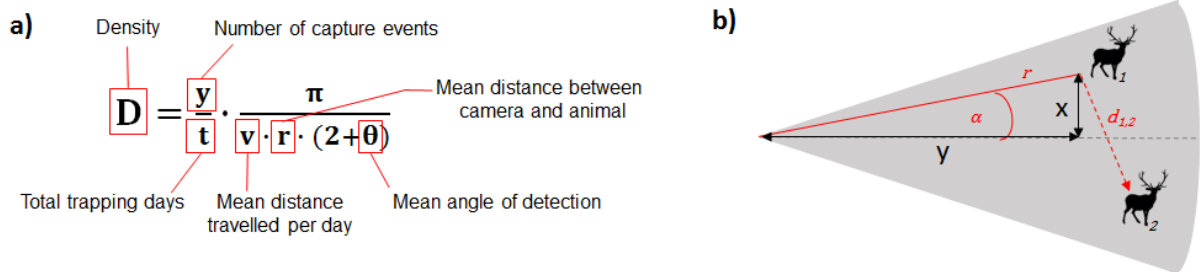 a)
Density
Number of capture events
D = y/t · π / (v · r · (2+θ))
Mean distance between
camera and animal
Total trapping days
Mean distance
travelled per day
Mean angle of detection
b)
r
1
α
x
d1,2
y
2